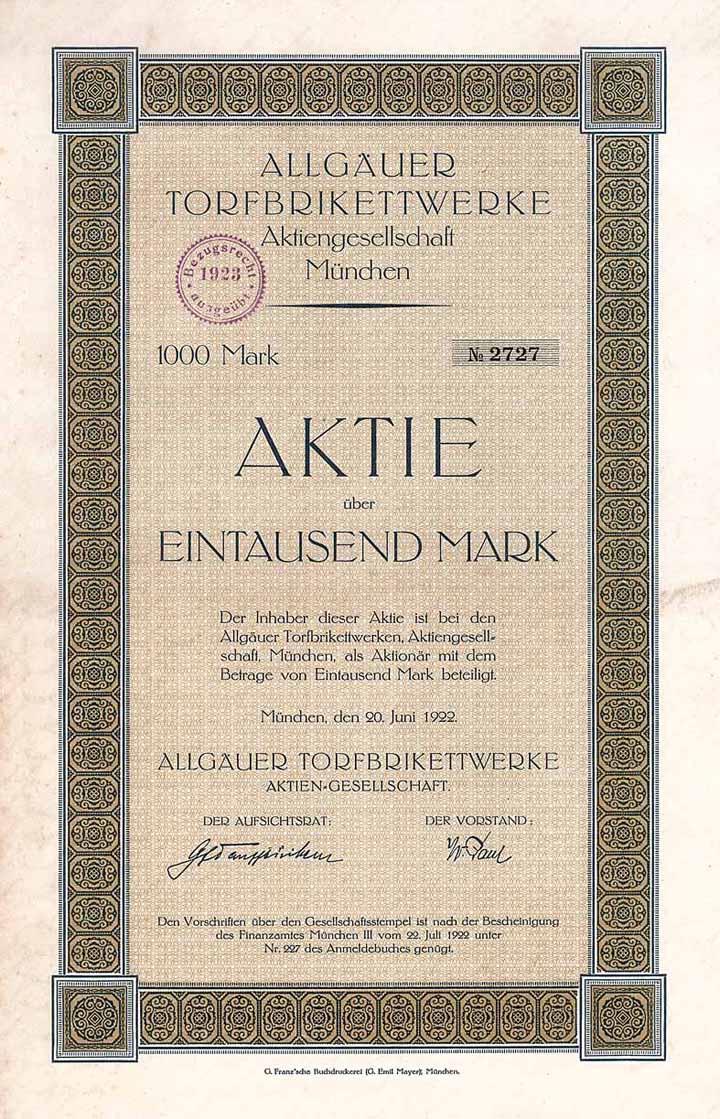 ALLGÄUER
TORFBRIKETTWERKE
Aktiengesellschaft
München
Bezugsrecht
1923
ausgeübt
1000 Mark
№ 2727
AKTIE
über
EINTAUSEND MARK
Der Inhaber dieser Aktie ist bei den
Allgäuer Torfbrikettwerken, Aktiengesell-
schaft, München, als Aktionär mit dem
Betrage von Eintausend Mark beteiligt.
München, den 20. Juni 1922.
ALLGÄUER TORFBRIKETTWERKE
AKTIEN-GESELLSCHAFT.
DER AUFSICHTSRAT:
DER VORSTAND:
W. Paul
Den Vorschriften über den Gesellschaftsstempel ist nach der Bescheinigung
des Finanzamtes München III vom 22. Juli 1922 unter
Nr. 227 des Anmeldebuches genügt.
G. Franz'sche Buchdruckerei (G. Emil Mayer), München.